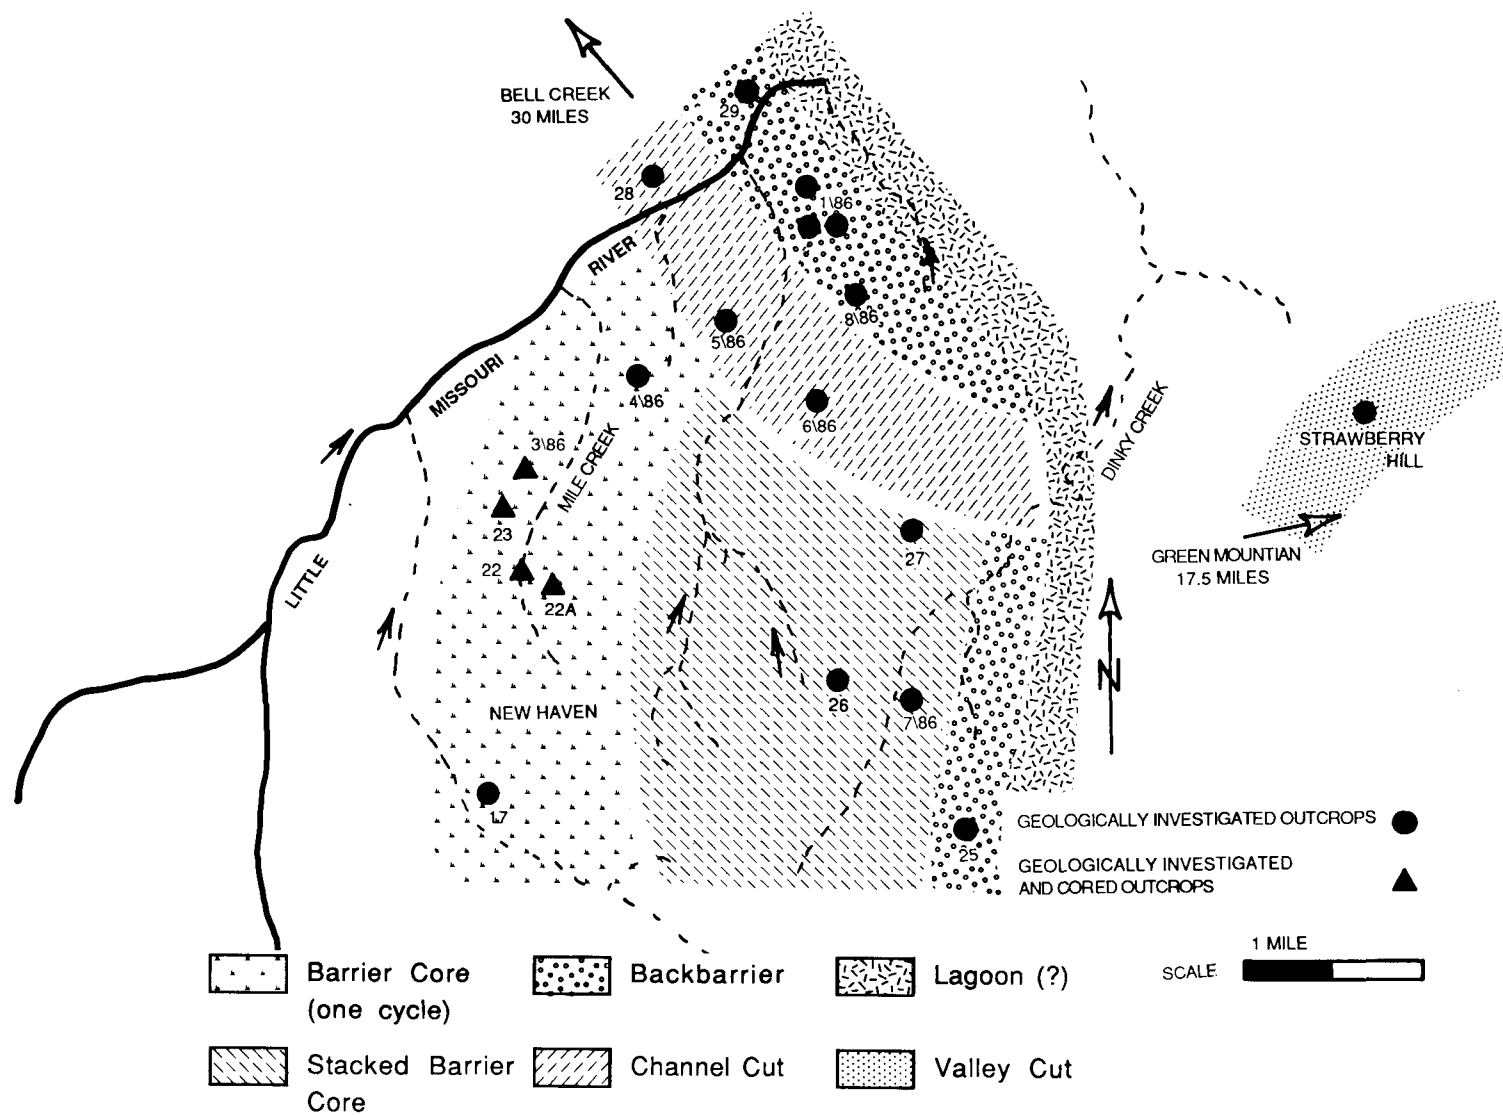 BELL CREEK
30 MILES
29
28
1\86
RIVER
8\86
5\86
MISSOURI
4\86
6\86
3\86
MILE CREEK
DINKY CREEK
STRAWBERRY
HILL
23
27
22
22A
LITTLE
GREEN MOUNTIAN
17.5 MILES
N
26
7\86
NEW HAVEN
17
25
GEOLOGICALLY INVESTIGATED OUTCROPS
GEOLOGICALLY INVESTIGATED
AND CORED OUTCROPS
1 MILE
SCALE
Barrier Core
(one cycle)
Backbarrier
Lagoon (?)
Stacked Barrier
Core
Channel Cut
Valley Cut